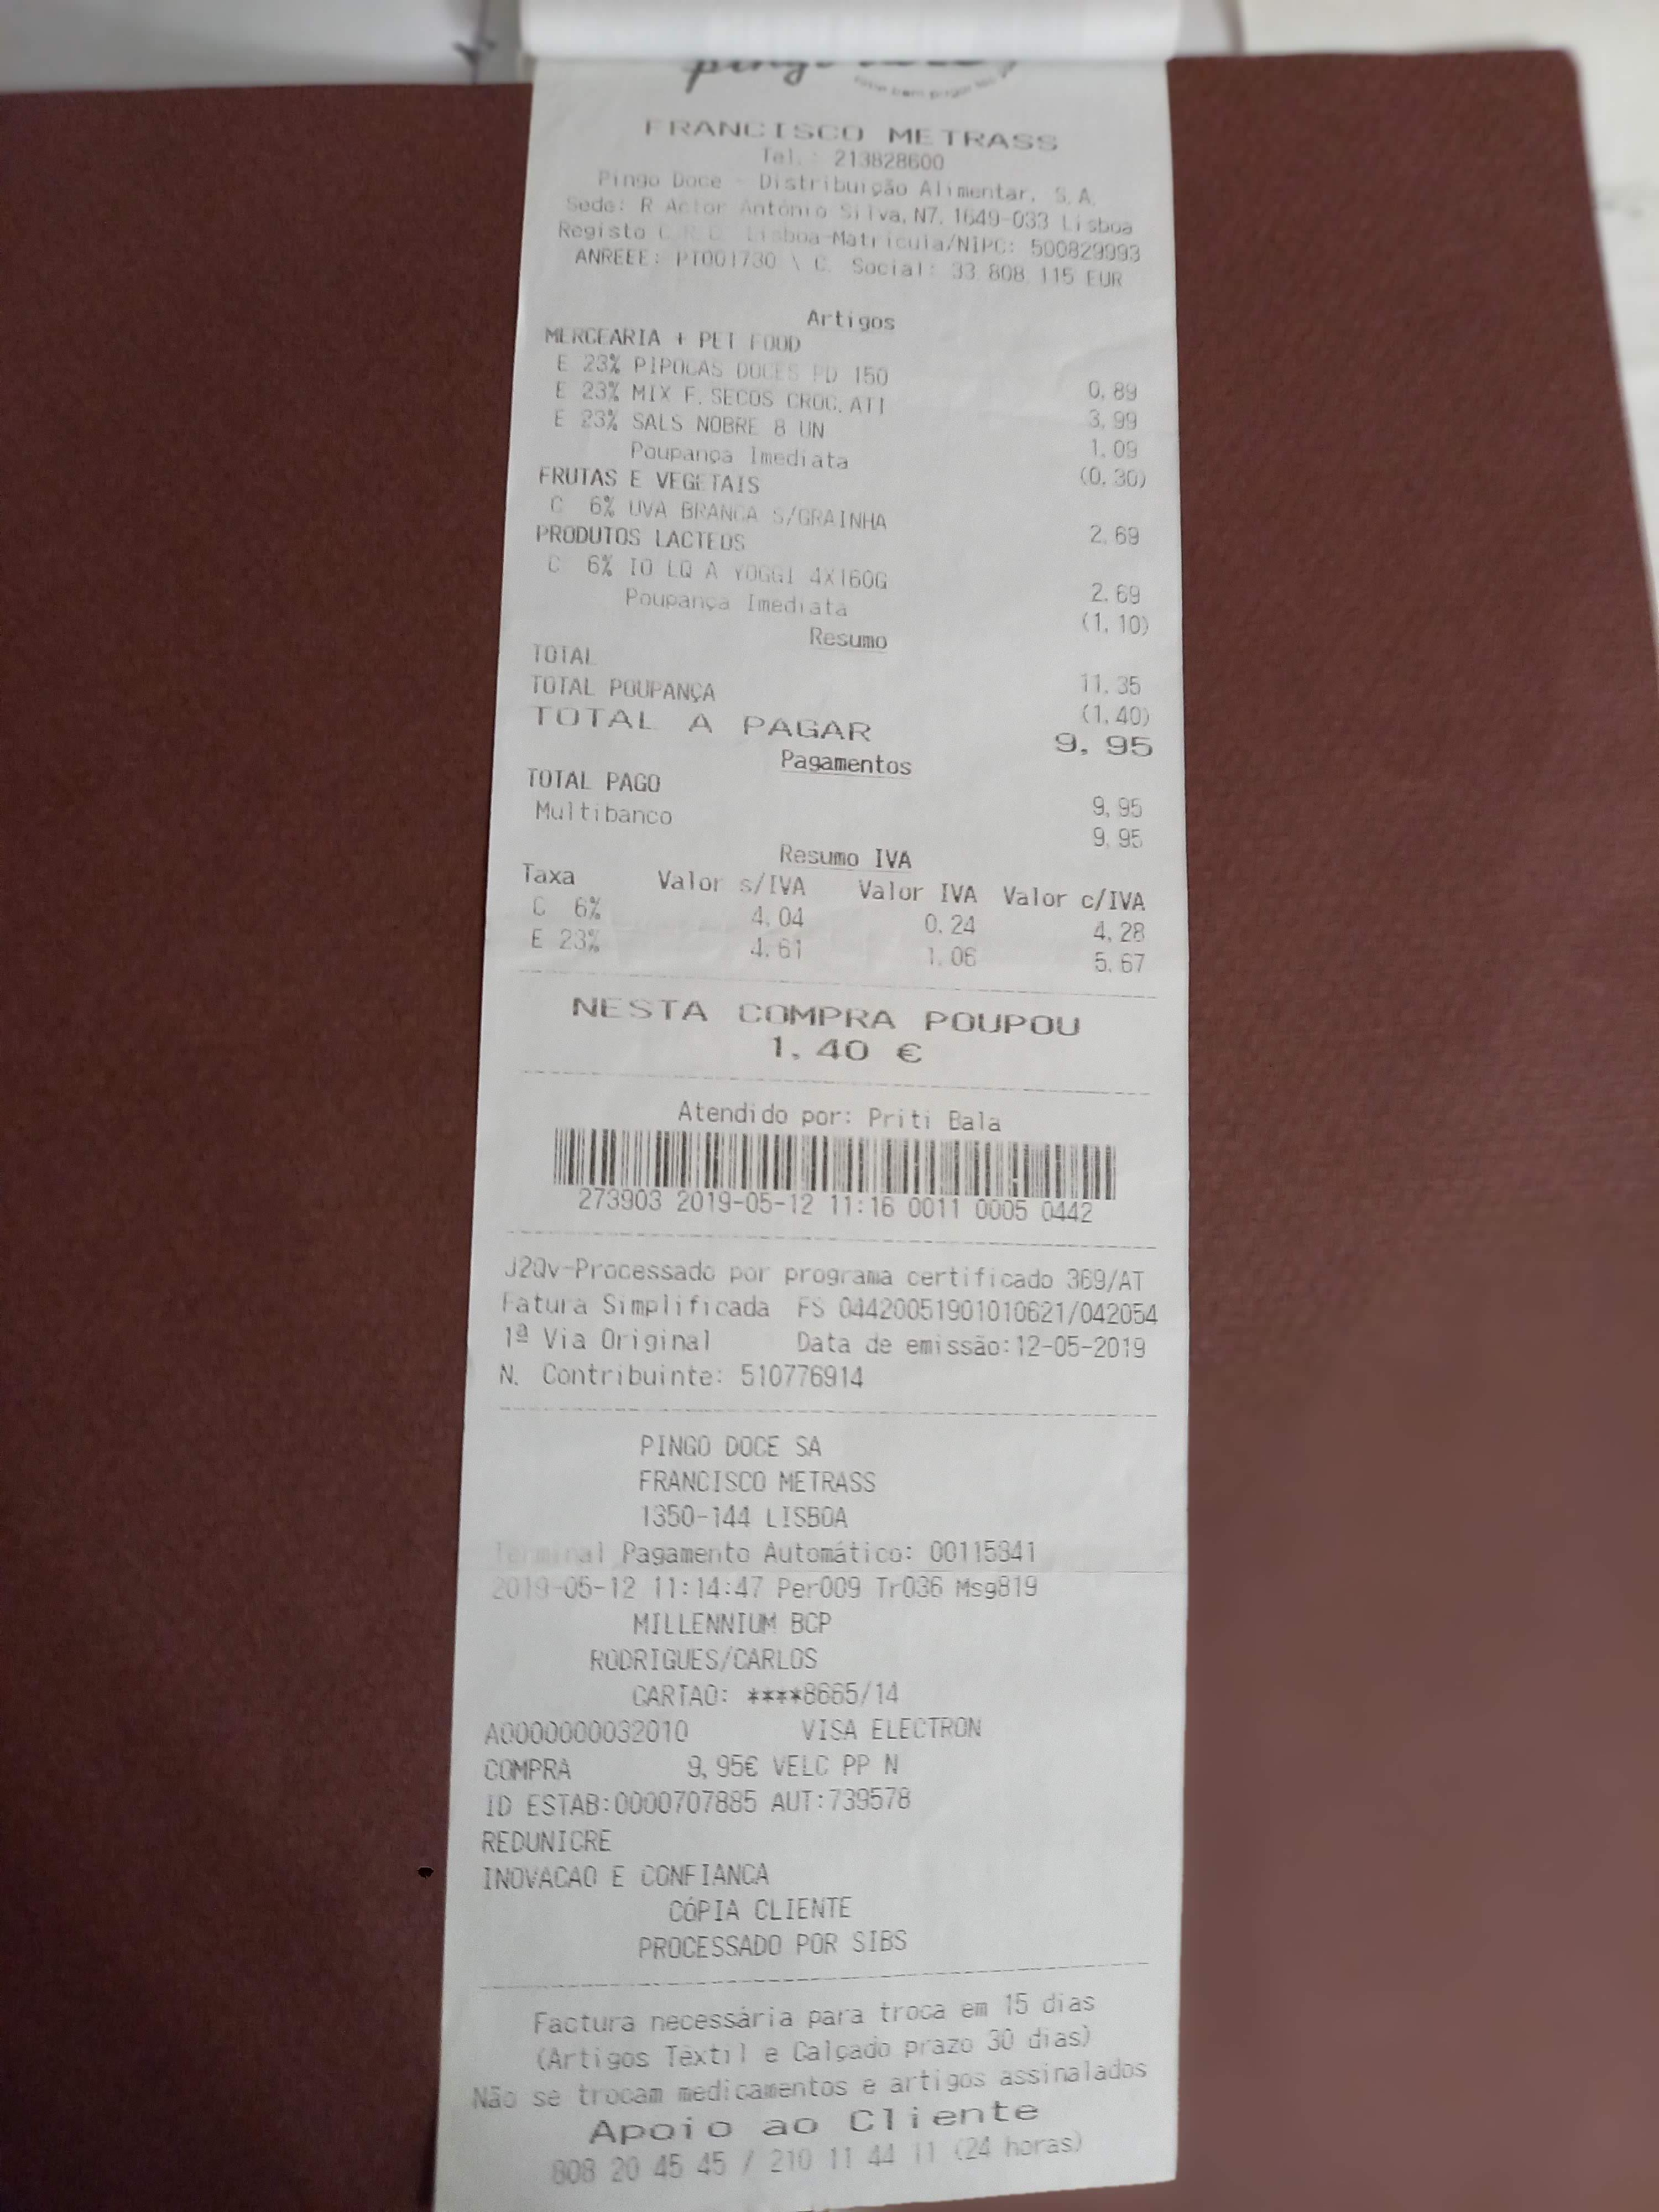 FRANCISCO METRASS
Tel.: 213828600
Pingo Doce - Distribuição Alimentar, S.A.
Sede: R Actor António Silva, N7, 1649-033 Lisboa
Registo C.R.C. Lisboa-Matricula/NIPC: 500829993
ANREEE: PT001730 \ C. Social: 33.808.115 EUR
Artigos
MERCEARIA + PET FOOD
E 23% PIPOCAS DOCES PD 150 0,89
E 23% MIX F.SECOS CROC.ATI 3,99
E 23% SALS NOBRE 8 UN 1,09
Poupança Imediata (0,30)
FRUTAS E VEGETAIS
C 6% UVA BRANCA S/GRAINHA 2,69
PRODUTOS LACTEOS
C 6% IO LQ A YOGGI 4X160G 2,69
Poupança Imediata (1,10)
Resumo
TOTAL 11,35
TOTAL POUPANÇA (1,40)
TOTAL A PAGAR 9,95
Pagamentos
TOTAL PAGO 9,95
Multibanco 9,95
Resumo IVA
Taxa Valor s/IVA Valor IVA Valor c/IVA
C 6% 4,04 0,24 4,28
E 23% 4,61 1,06 5,67
NESTA COMPRA POUPOU
1,40 €
Atendido por: Priti Bala
273903 2019-05-12 11:16 0011 0005 0442
J2Qv-Processado por programa certificado 369/AT
Fatura Simplificada FS 04420051901010621/042054
1ª Via Original Data de emissão:12-05-2019
N. Contribuinte: 510776914
PINGO DOCE SA
FRANCISCO METRASS
1350-144 LISBOA
Terminal Pagamento Automático: 00115341
2019-05-12 11:14:47 Per009 Tr036 Msg819
MILLENNIUM BCP
RODRIGUES/CARLOS
CARTAO: ****8665/14
A0000000032010 VISA ELECTRON
COMPRA 9,95€ VELC PP N
ID ESTAB:0000707885 AUT:739578
REDUNICRE
INOVACAO E CONFIANCA
CÓPIA CLIENTE
PROCESSADO POR SIBS
Factura necessária para troca em 15 dias
(Artigos Têxtil e Calçado prazo 30 dias)
Não se trocam medicamentos e artigos assinalados
Apoio ao Cliente
808 20 45 45 / 210 11 44 11 (24 horas)